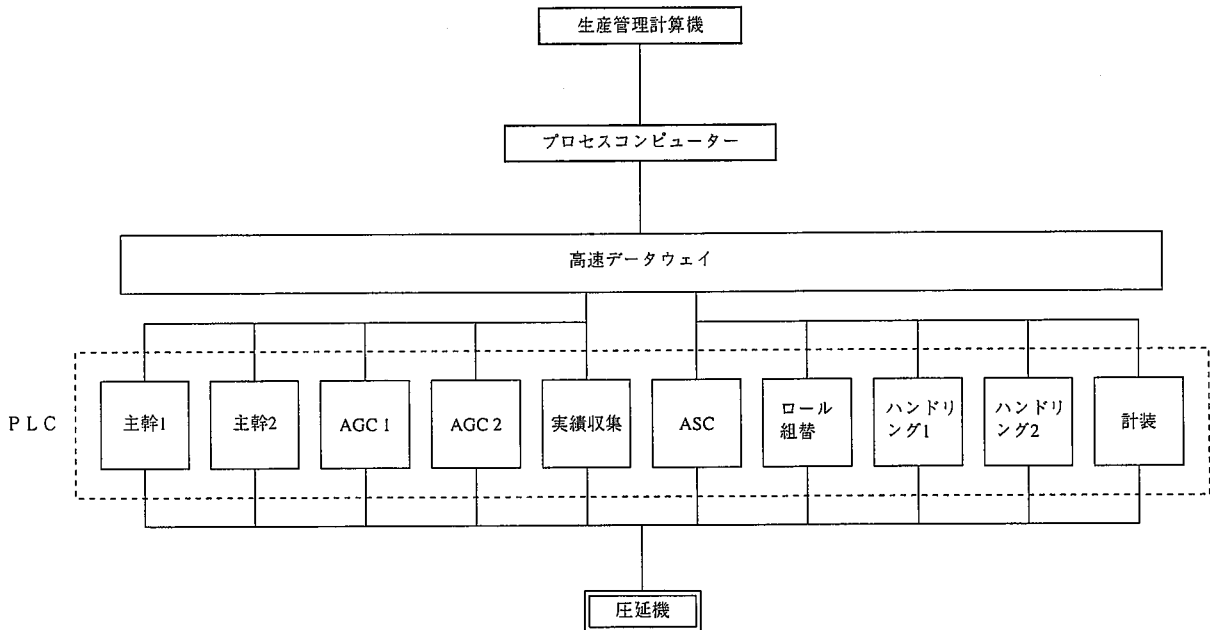 生産管理計算機
プロセスコンピューター
高速データウェイ
PLC
主幹1
主幹2
AGC 1
AGC 2
実績収集
ASC
ロール
組替
ハンドリ
ング1
ハンドリ
ング2
計装
圧延機